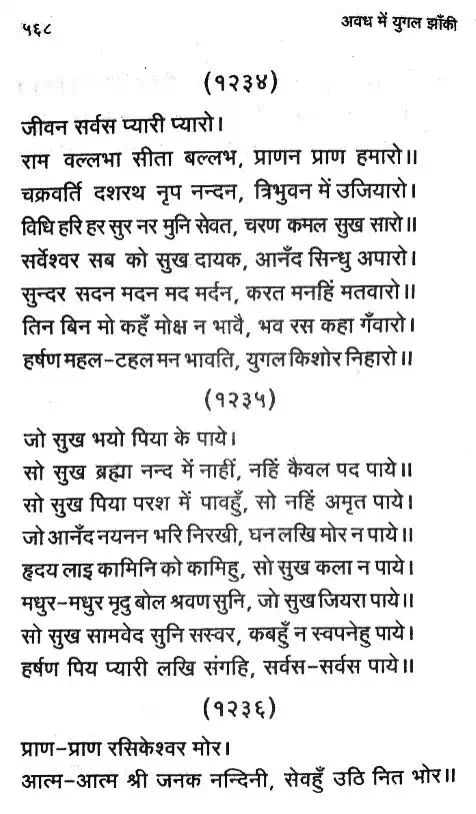 ५६८
अवध में युगल झाँकी
(१२३४)
जीवन सर्वस प्यारी प्यारो।
राम वल्लभा सीता बल्लभ, प्राणन प्राण हमारो॥
चक्रवर्ति दशरथ नृप नन्दन, त्रिभुवन में उजियारो।
विधि हरि हर सुर नर मुनि सेवत, चरण कमल सुख सारो॥
सर्वेश्वर सब को सुख दायक, आनँद सिन्धु अपारो।
सुन्दर सदन मदन मद मर्दन, करत मनहिं मतवारो॥
तिन बिन मो कहँ मोक्ष न भावै, भव रस कहा गँवारो।
हर्षण महल-टहल मन भावति, युगल किशोर निहारो॥
(१२३५)
जो सुख भयो पिया के पाये।
सो सुख ब्रह्मा नन्द में नाहीं, नहिं कैवल पद पाये॥
सो सुख पिया परश में पावहुँ, सो नहिं अमृत पाये।
जो आनँद नयनन भरि निरखी, घन लखि मोर न पाये॥
हृदय लाइ कामिनि को कामिहु, सो सुख कला न पाये।
मधुर-मधुर मृदु बोल श्रवण सुनि, जो सुख जियरा पाये॥
सो सुख सामवेद सुनि सस्वर, कबहुँ न स्वपनेहु पाये।
हर्षण पिय प्यारी लखि संगहि, सर्वस-सर्वस पाये॥
(१२३६)
प्राण-प्राण रसिकेश्वर मोर।
आत्म-आत्म श्री जनक नन्दिनी, सेवहुँ उठि नित भोर॥